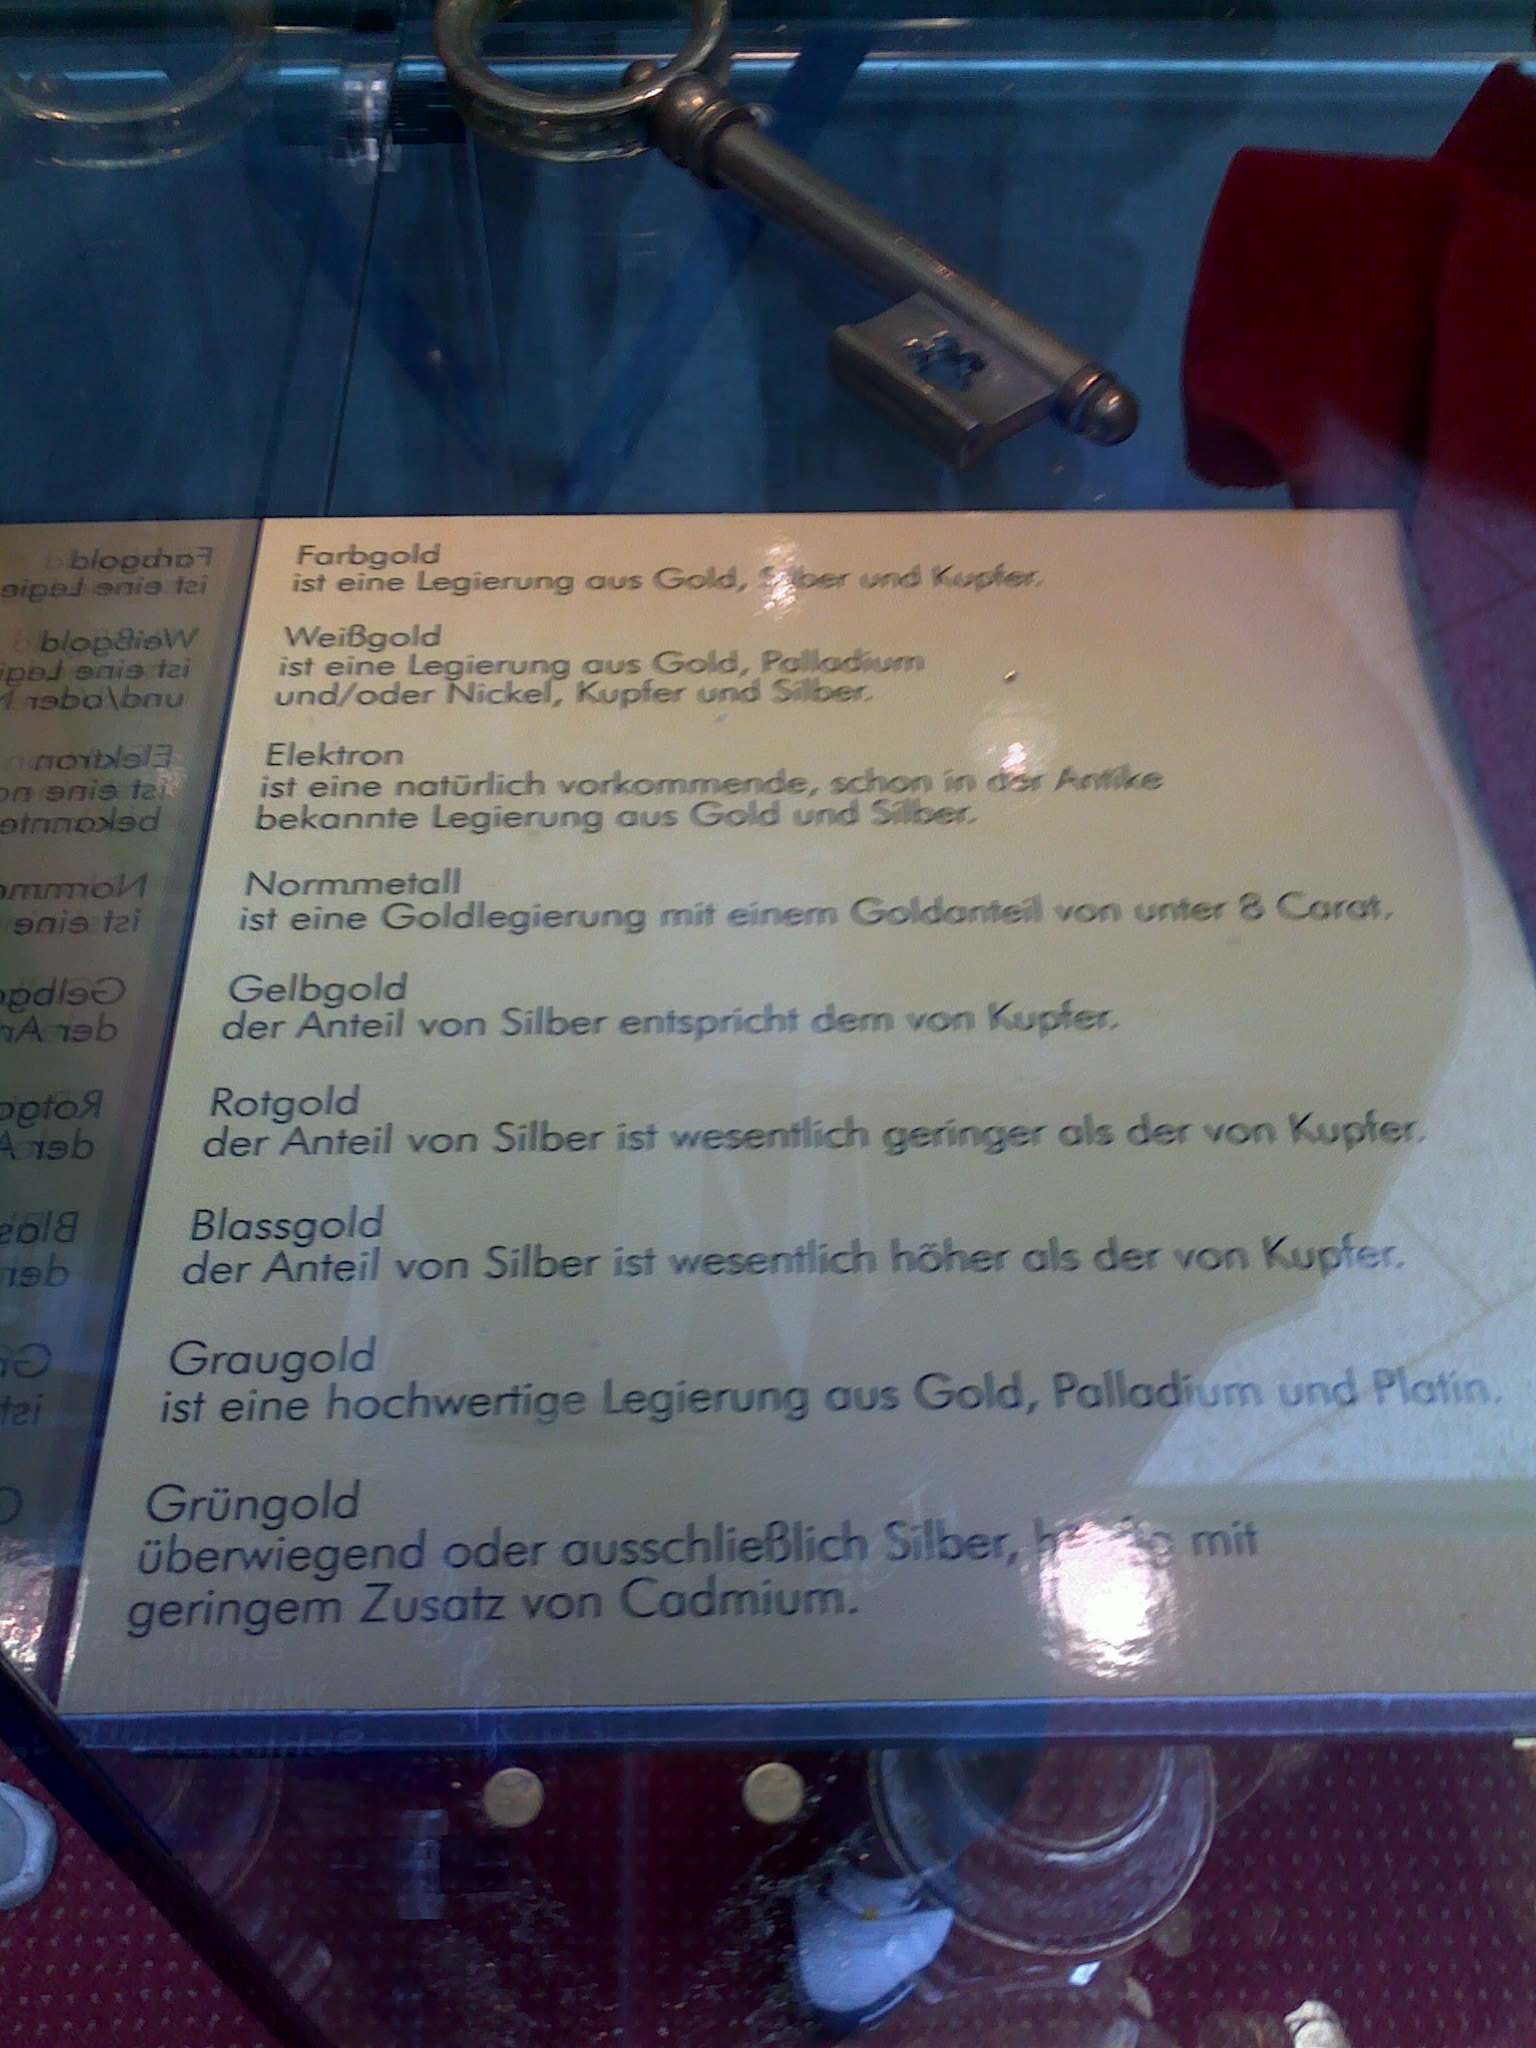 Farbgold
ist eine Legierung aus Gold, Silber und Kupfer.
Weißgold
ist eine Legierung aus Gold, Palladium
und/oder Nickel, Kupfer und Silber.
Elektron
ist eine natürlich vorkommende, schon in der Antike
bekannte Legierung aus Gold und Silber.
Normmetall
ist eine Goldlegierung mit einem Goldanteil von unter 8 Carat.
Gelbgold
der Anteil von Silber entspricht dem von Kupfer.
Rotgold
der Anteil von Silber ist wesentlich geringer als der von Kupfer.
Blassgold
der Anteil von Silber ist wesentlich höher als der von Kupfer.
Graugold
ist eine hochwertige Legierung aus Gold, Palladium und Platin.
Grüngold
überwiegend oder ausschließlich Silber, mit
geringem Zusatz von Cadmium.